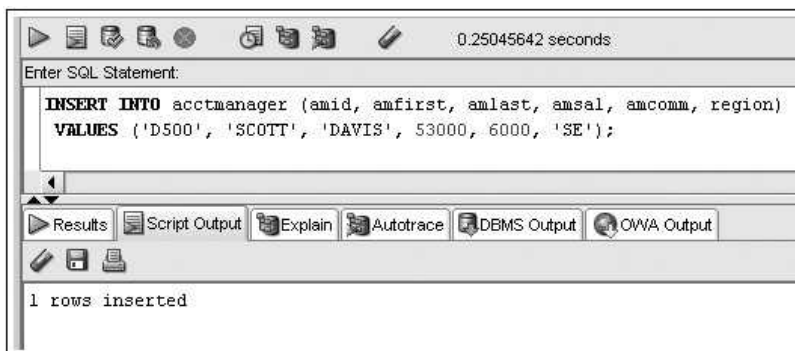 0.25045642 seconds
Enter SQL Statement:
INSERT INTO acctmanager (amid, amfirst, amlast, amsal, amcomm, region)
VALUES ('D500', 'SCOTT', 'DAVIS', 53000, 6000, 'SE');
Results Script Output Explain Autotrace DBMS Output OWA Output
1 rows inserted